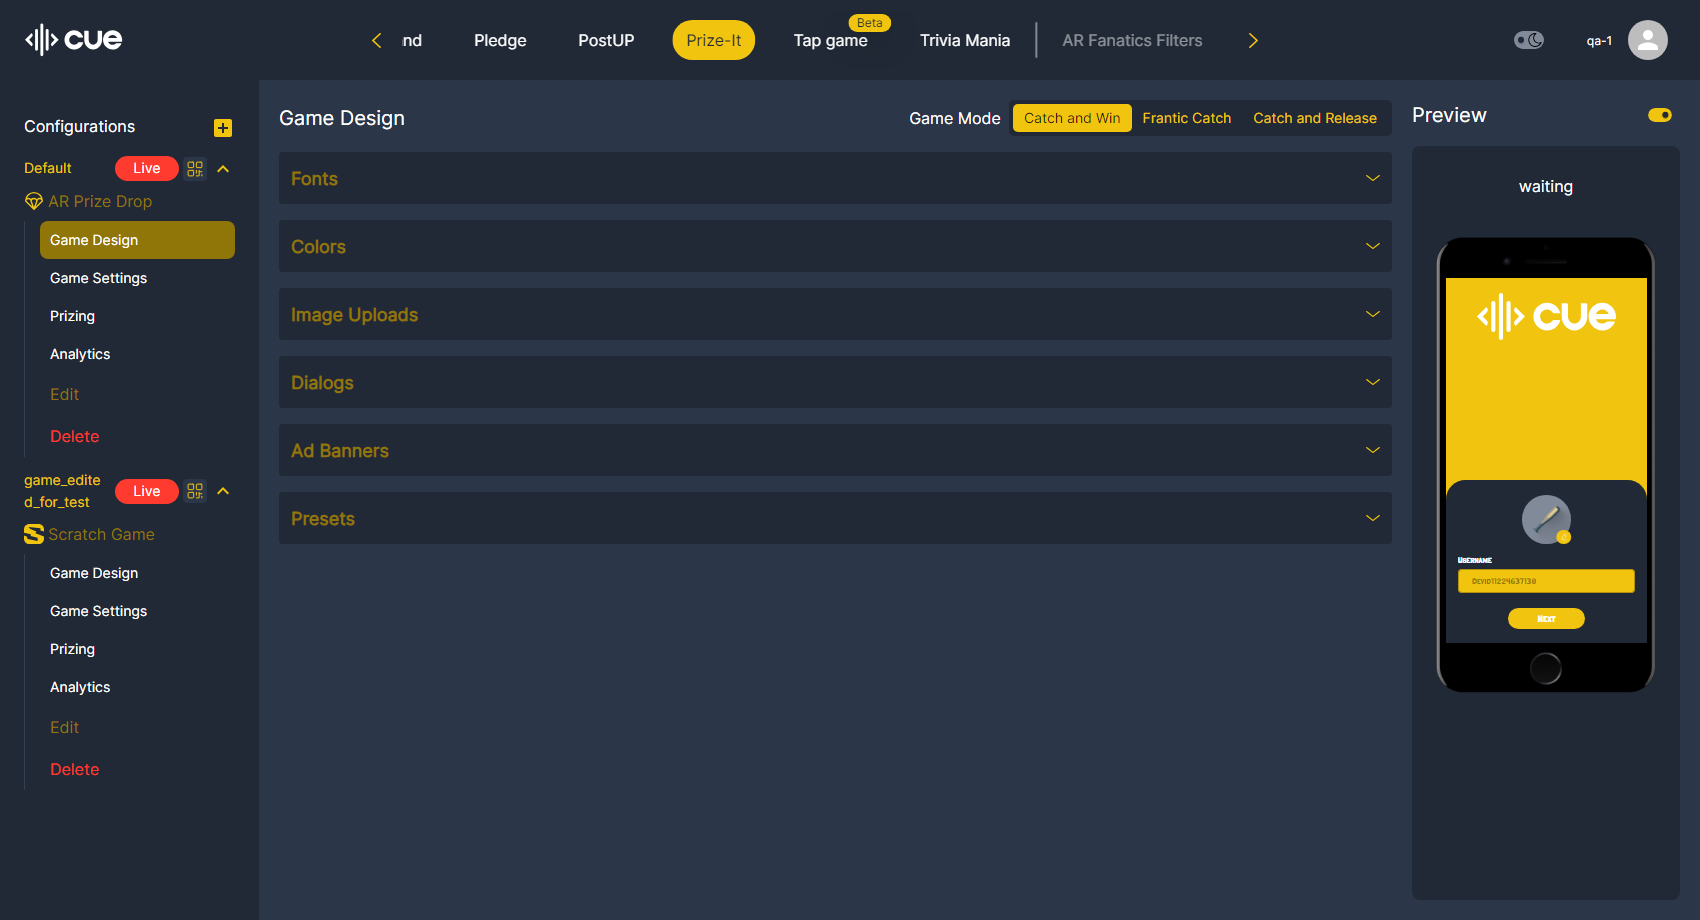 cue
nd
Pledge
PostUP
Prize-It
Beta
Tap game
Trivia Mania
AR Fanatics Filters
qa-1
Configurations
Default
Live
AR Prize Drop
Game Design
Game Settings
Prizing
Analytics
Edit
Delete
game_edite
d_for_test
Live
Scratch Game
Game Design
Game Settings
Prizing
Analytics
Edit
Delete
Game Design
Game Mode
Catch and Win
Frantic Catch
Catch and Release
Fonts
Colors
Image Uploads
Dialogs
Ad Banners
Presets
Preview
waiting
cue
Username
Devid11224637130
Next